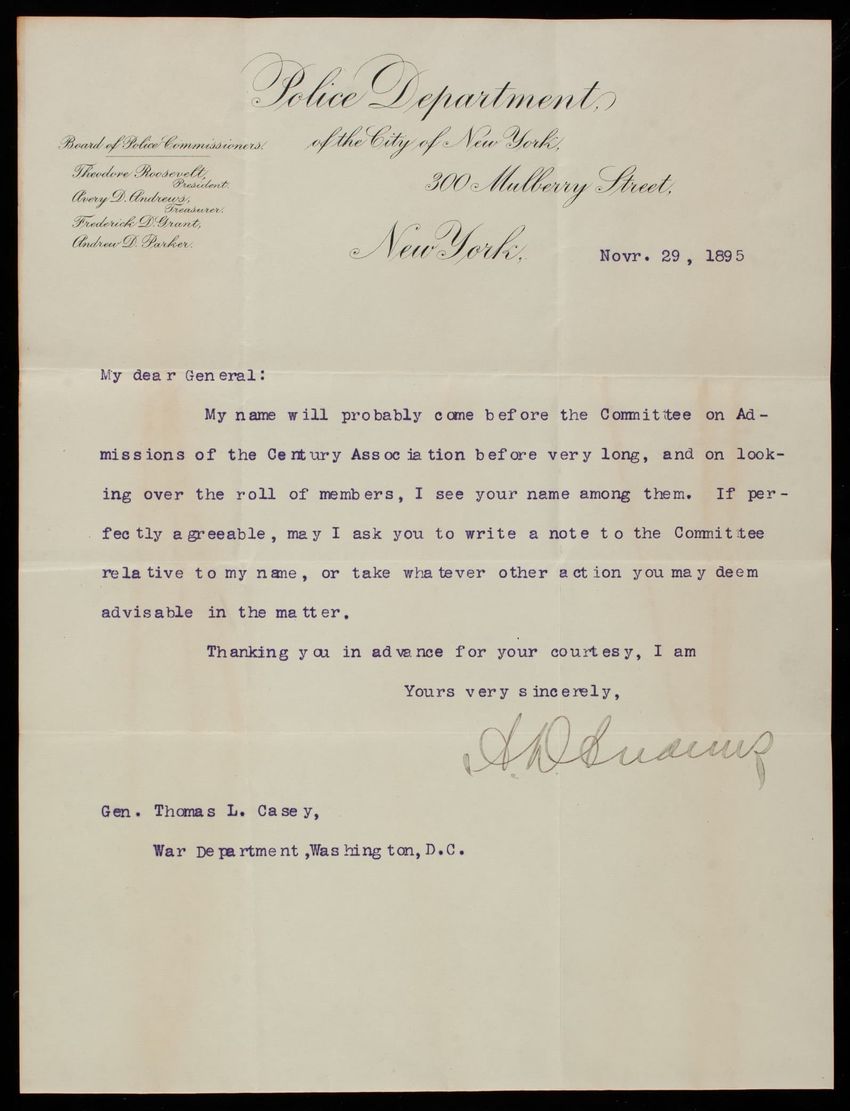 Police Department,
of the City of New York,
300 Mulberry Street,
New York,
Board of Police Commissioners.
Theodore Roosevelt,
President.
Avery D. Andrews,
Treasurer.
Frederick D. Grant,
Andrew D. Parker.
Novr. 29, 1895
My dear General:
My name will probably come before the Committee on Ad-
missions of the Century Association before very long, and on look-
ing over the roll of members, I see your name among them. If per-
fectly agreeable, may I ask you to write a note to the Committee
relative to my name, or take whatever other action you may deem
advisable in the matter.
Thanking you in advance for your courtesy, I am
Yours very sincerely,
A. D. Andrews
Gen. Thomas L. Casey,
War Department, Washington, D.C.